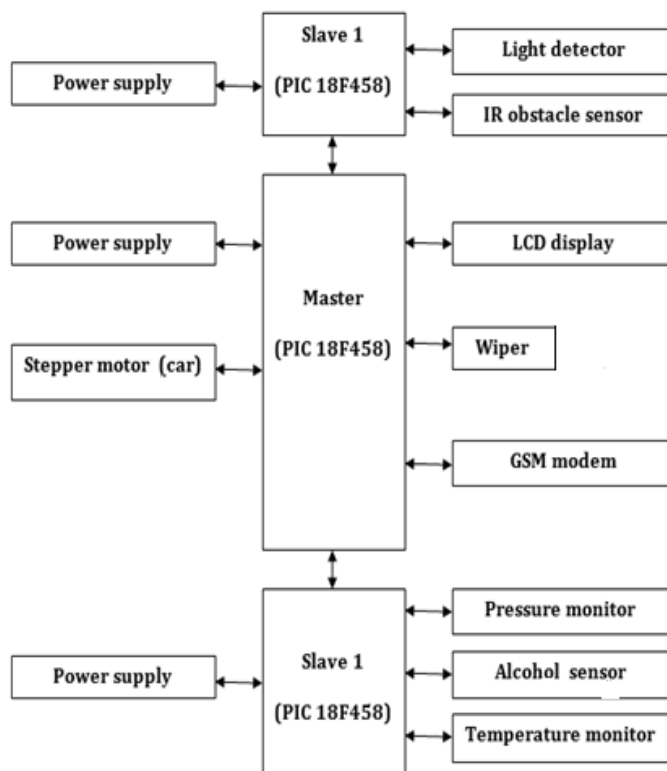 Slave 1
(PIC 18F458)
Power supply
Light detector
IR obstacle sensor
Power supply
Stepper motor (car)
Master
(PIC 18F458)
LCD display
Wiper
GSM modem
Power supply
Slave 1
(PIC 18F458)
Pressure monitor
Alcohol sensor
Temperature monitor